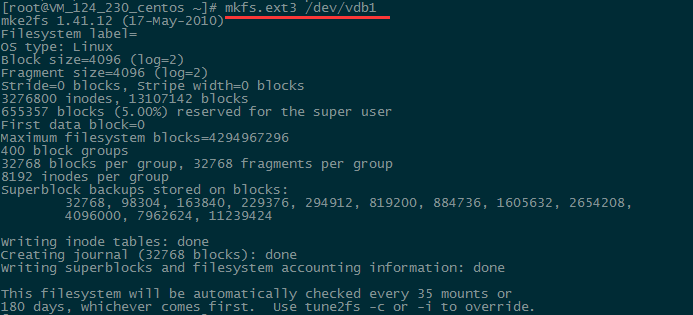 [root@VM_124_230_centos ~]# mkfs.ext3 /dev/vdb1
mke2fs 1.41.12 (17-May-2010)
Filesystem label=
OS type: Linux
Block size=4096 (log=2)
Fragment size=4096 (log=2)
Stride=0 blocks, Stripe width=0 blocks
3276800 inodes, 13107142 blocks
655357 blocks (5.00%) reserved for the super user
First data block=0
Maximum filesystem blocks=4294967296
400 block groups
32768 blocks per group, 32768 fragments per group
8192 inodes per group
Superblock backups stored on blocks:
32768, 98304, 163840, 229376, 294912, 819200, 884736, 1605632, 2654208,
4096000, 7962624, 11239424
Writing inode tables: done
Creating journal (32768 blocks): done
Writing superblocks and filesystem accounting information: done
This filesystem will be automatically checked every 35 mounts or
180 days, whichever comes first.  Use tune2fs -c or -i to override.